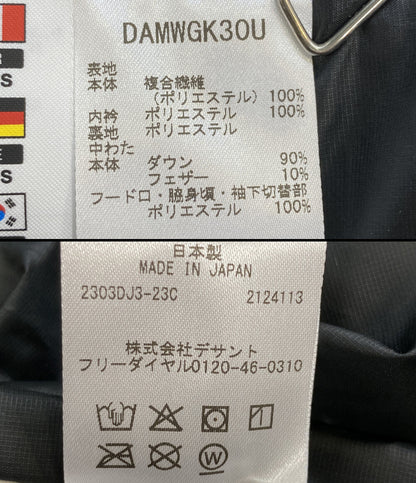 DAMWGK30U
表地
本体 複合繊維
(ポリエステル) 100%
内衿 ポリエステル 100%
裏地 ポリエステル
中わた
本体 ダウン 90%
フェザー 10%
フードロ・脇身頃・袖下切替部
ポリエステル 100%
S
S
日本製
MADE IN JAPAN
2303DJ3-23C 2124113
株式会社デサント
フリーダイヤル0120-46-0310
W